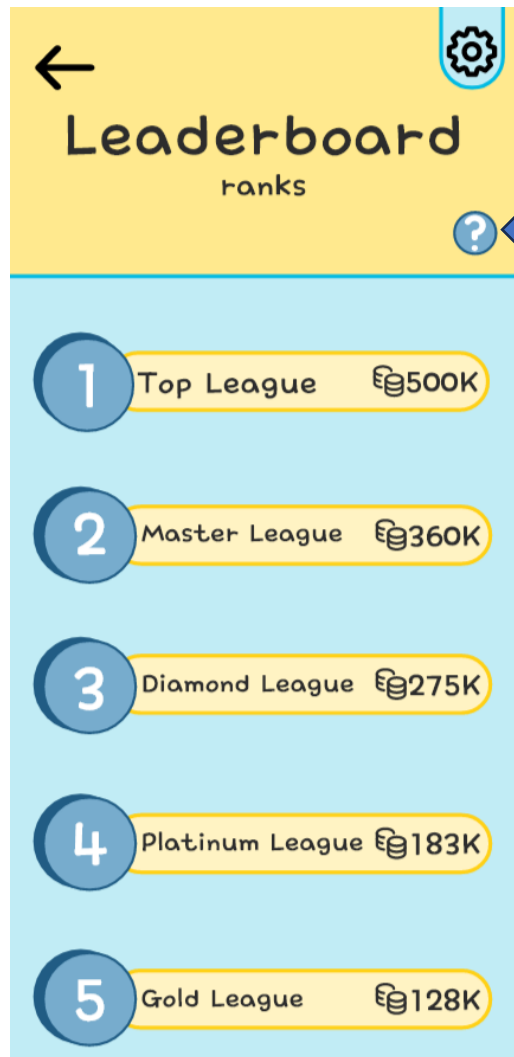 Leaderboard
ranks
?
1 Top League 500K
2 Master League 360K
3 Diamond League 275K
4 Platinum League 183K
5 Gold League 128K